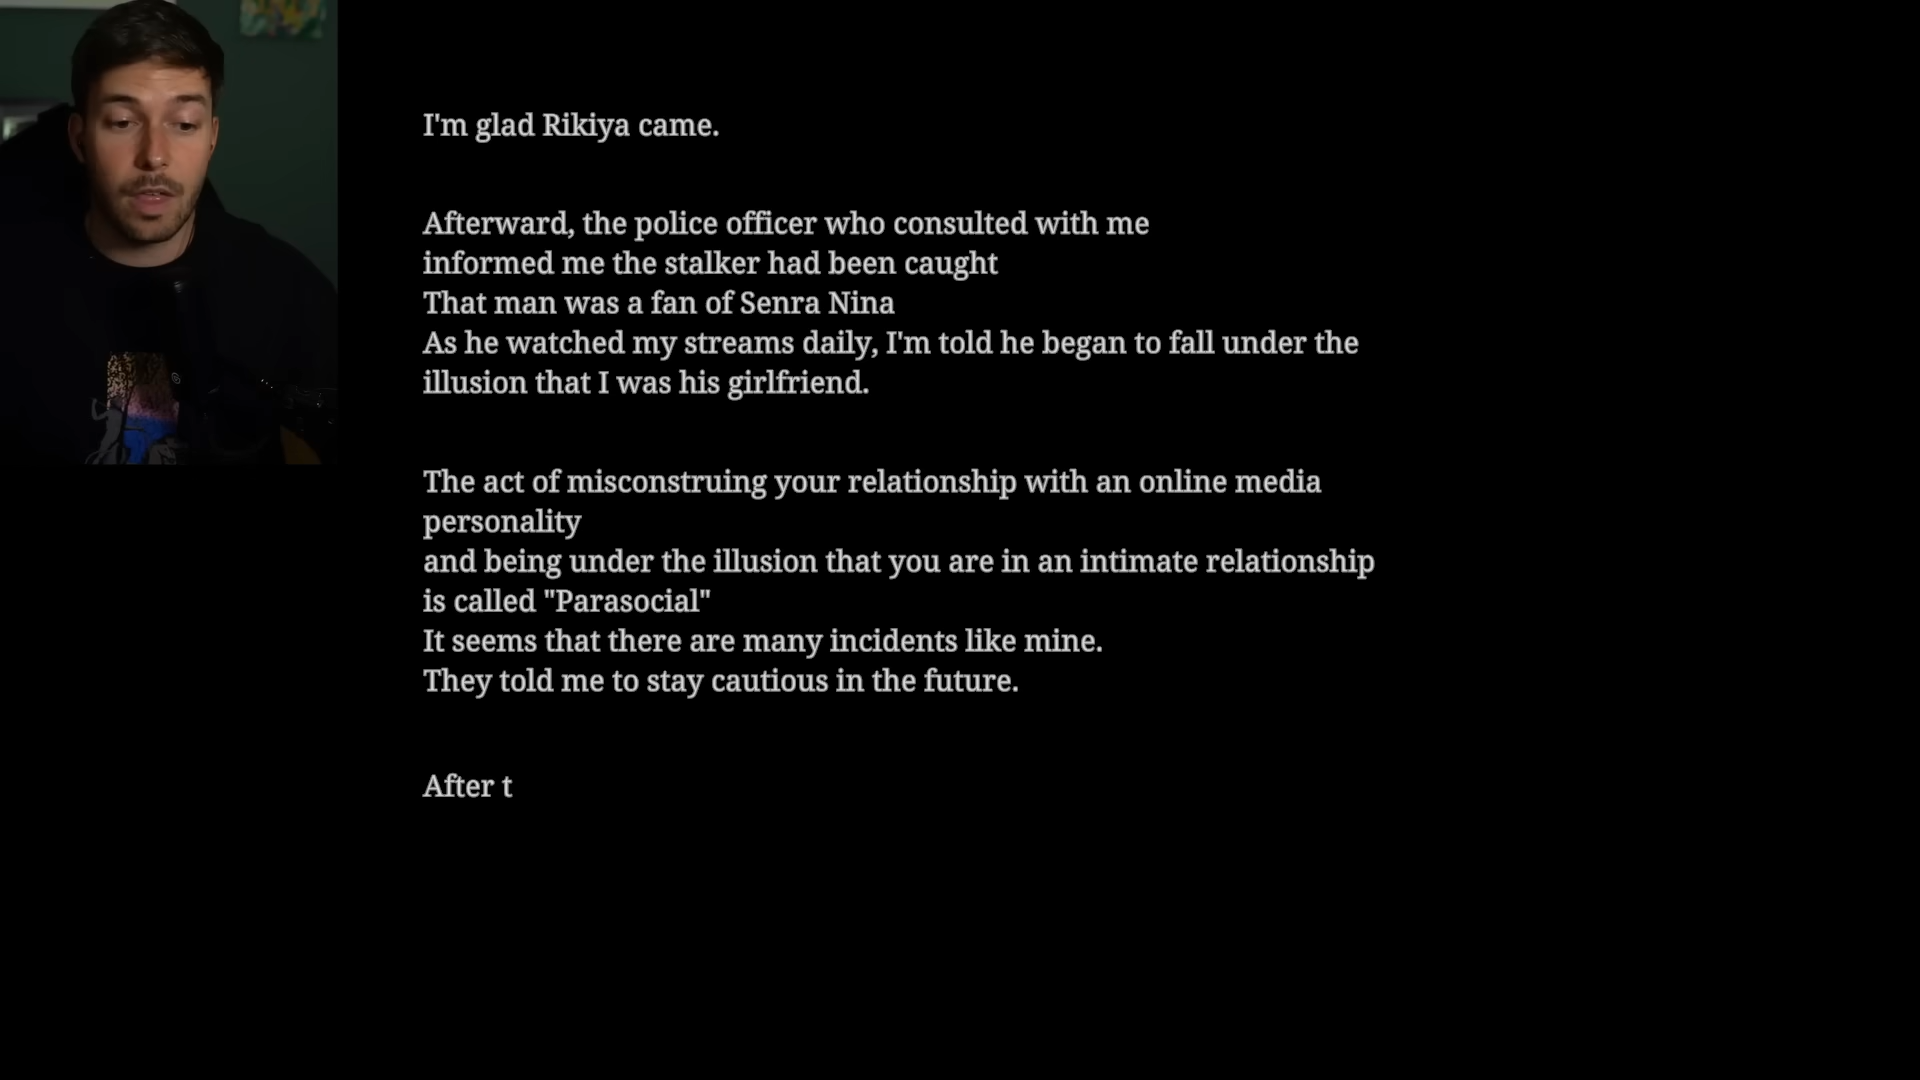 I'm glad Rikiya came.
Afterward, the police officer who consulted with me
informed me the stalker had been caught
That man was a fan of Senra Nina
As he watched my streams daily, I'm told he began to fall under the
illusion that I was his girlfriend.
The act of misconstruing your relationship with an online media
personality
and being under the illusion that you are in an intimate relationship
is called "Parasocial"
It seems that there are many incidents like mine.
They told me to stay cautious in the future.
After t